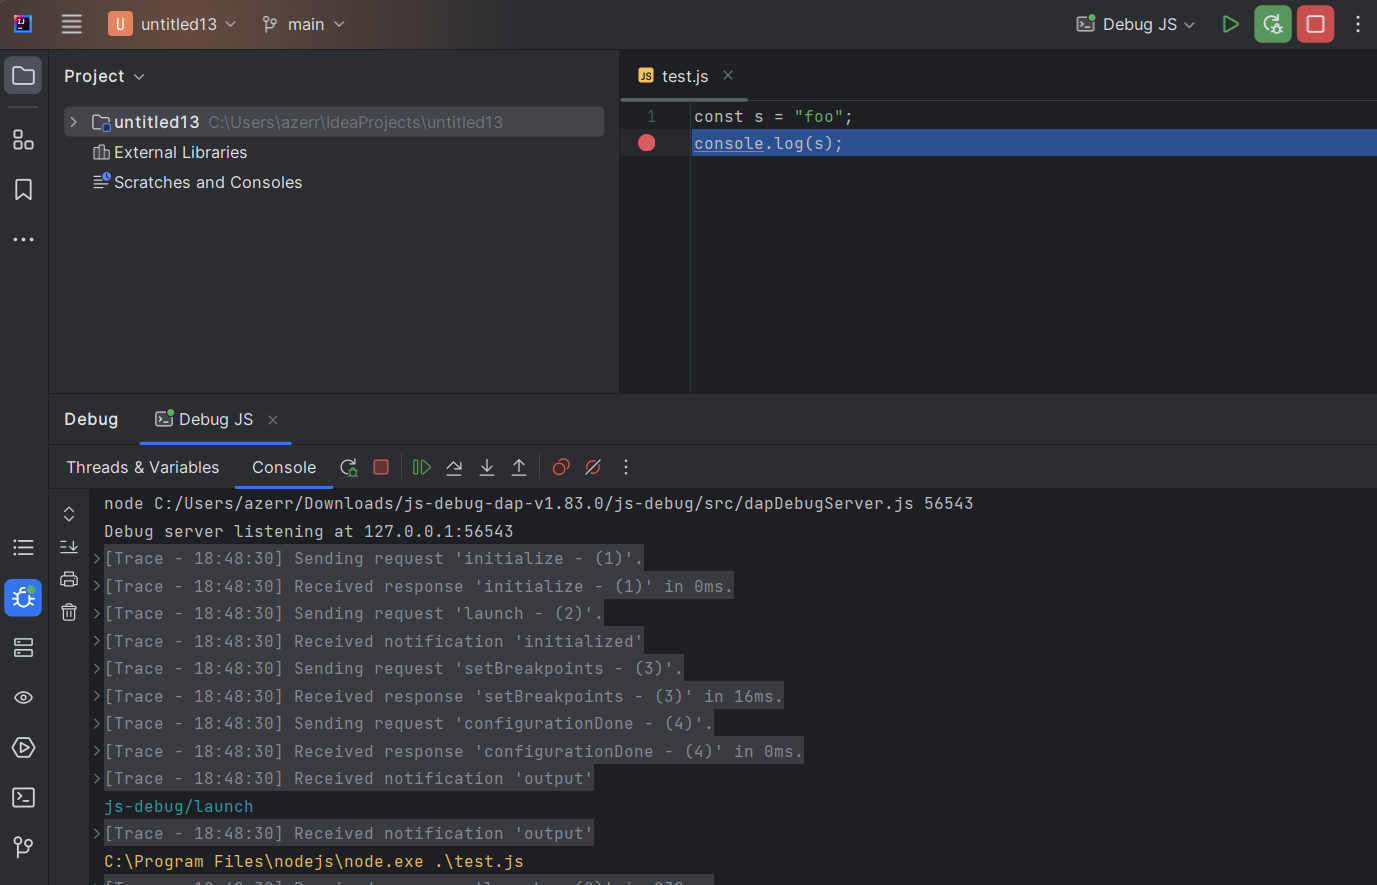 U untitled13 main Debug JS
Project
untitled13 C:\Users\azerr\IdeaProjects\untitled13
External Libraries
Scratches and Consoles
JS test.js
1 const s = "foo";
console.log(s);
Debug Debug JS
Threads & Variables Console
node C:/Users/azerr/Downloads/js-debug-dap-v1.83.0/js-debug/src/dapDebugServer.js 56543
Debug server listening at 127.0.0.1:56543
[Trace - 18:48:30] Sending request 'initialize - (1)'.
[Trace - 18:48:30] Received response 'initialize - (1)' in 0ms.
[Trace - 18:48:30] Sending request 'launch - (2)'.
[Trace - 18:48:30] Received notification 'initialized'
[Trace - 18:48:30] Sending request 'setBreakpoints - (3)'.
[Trace - 18:48:30] Received response 'setBreakpoints - (3)' in 16ms.
[Trace - 18:48:30] Sending request 'configurationDone - (4)'.
[Trace - 18:48:30] Received response 'configurationDone - (4)' in 0ms.
[Trace - 18:48:30] Received notification 'output'
js-debug/launch
[Trace - 18:48:30] Received notification 'output'
C:\Program Files\nodejs\node.exe .\test.js